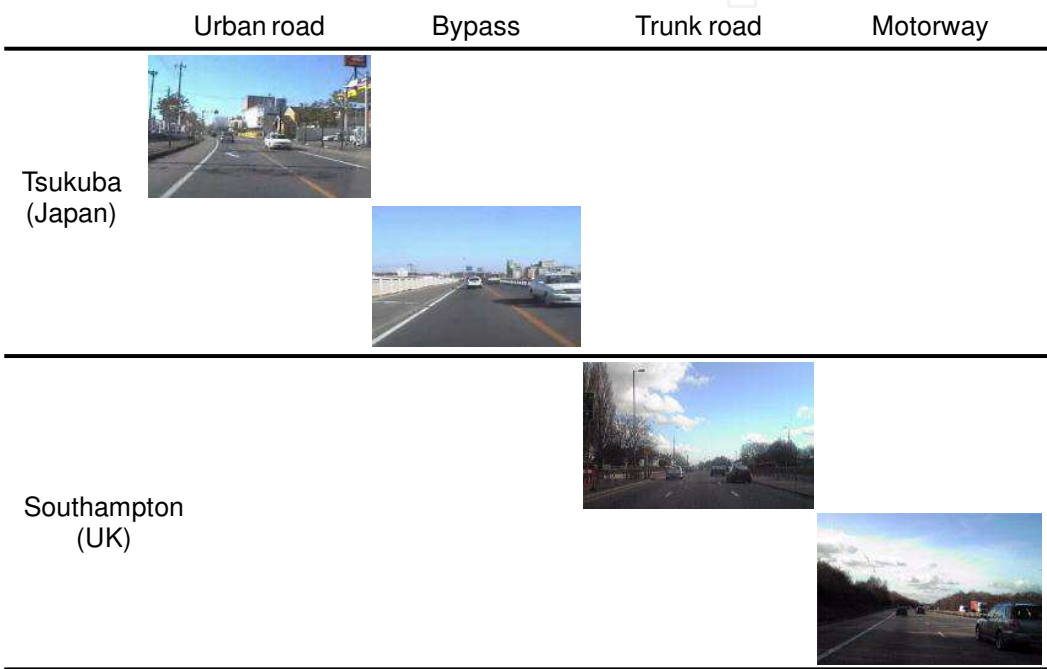 Urban road Bypass Trunk road Motorway
Tsukuba
(Japan)
Southampton
(UK)